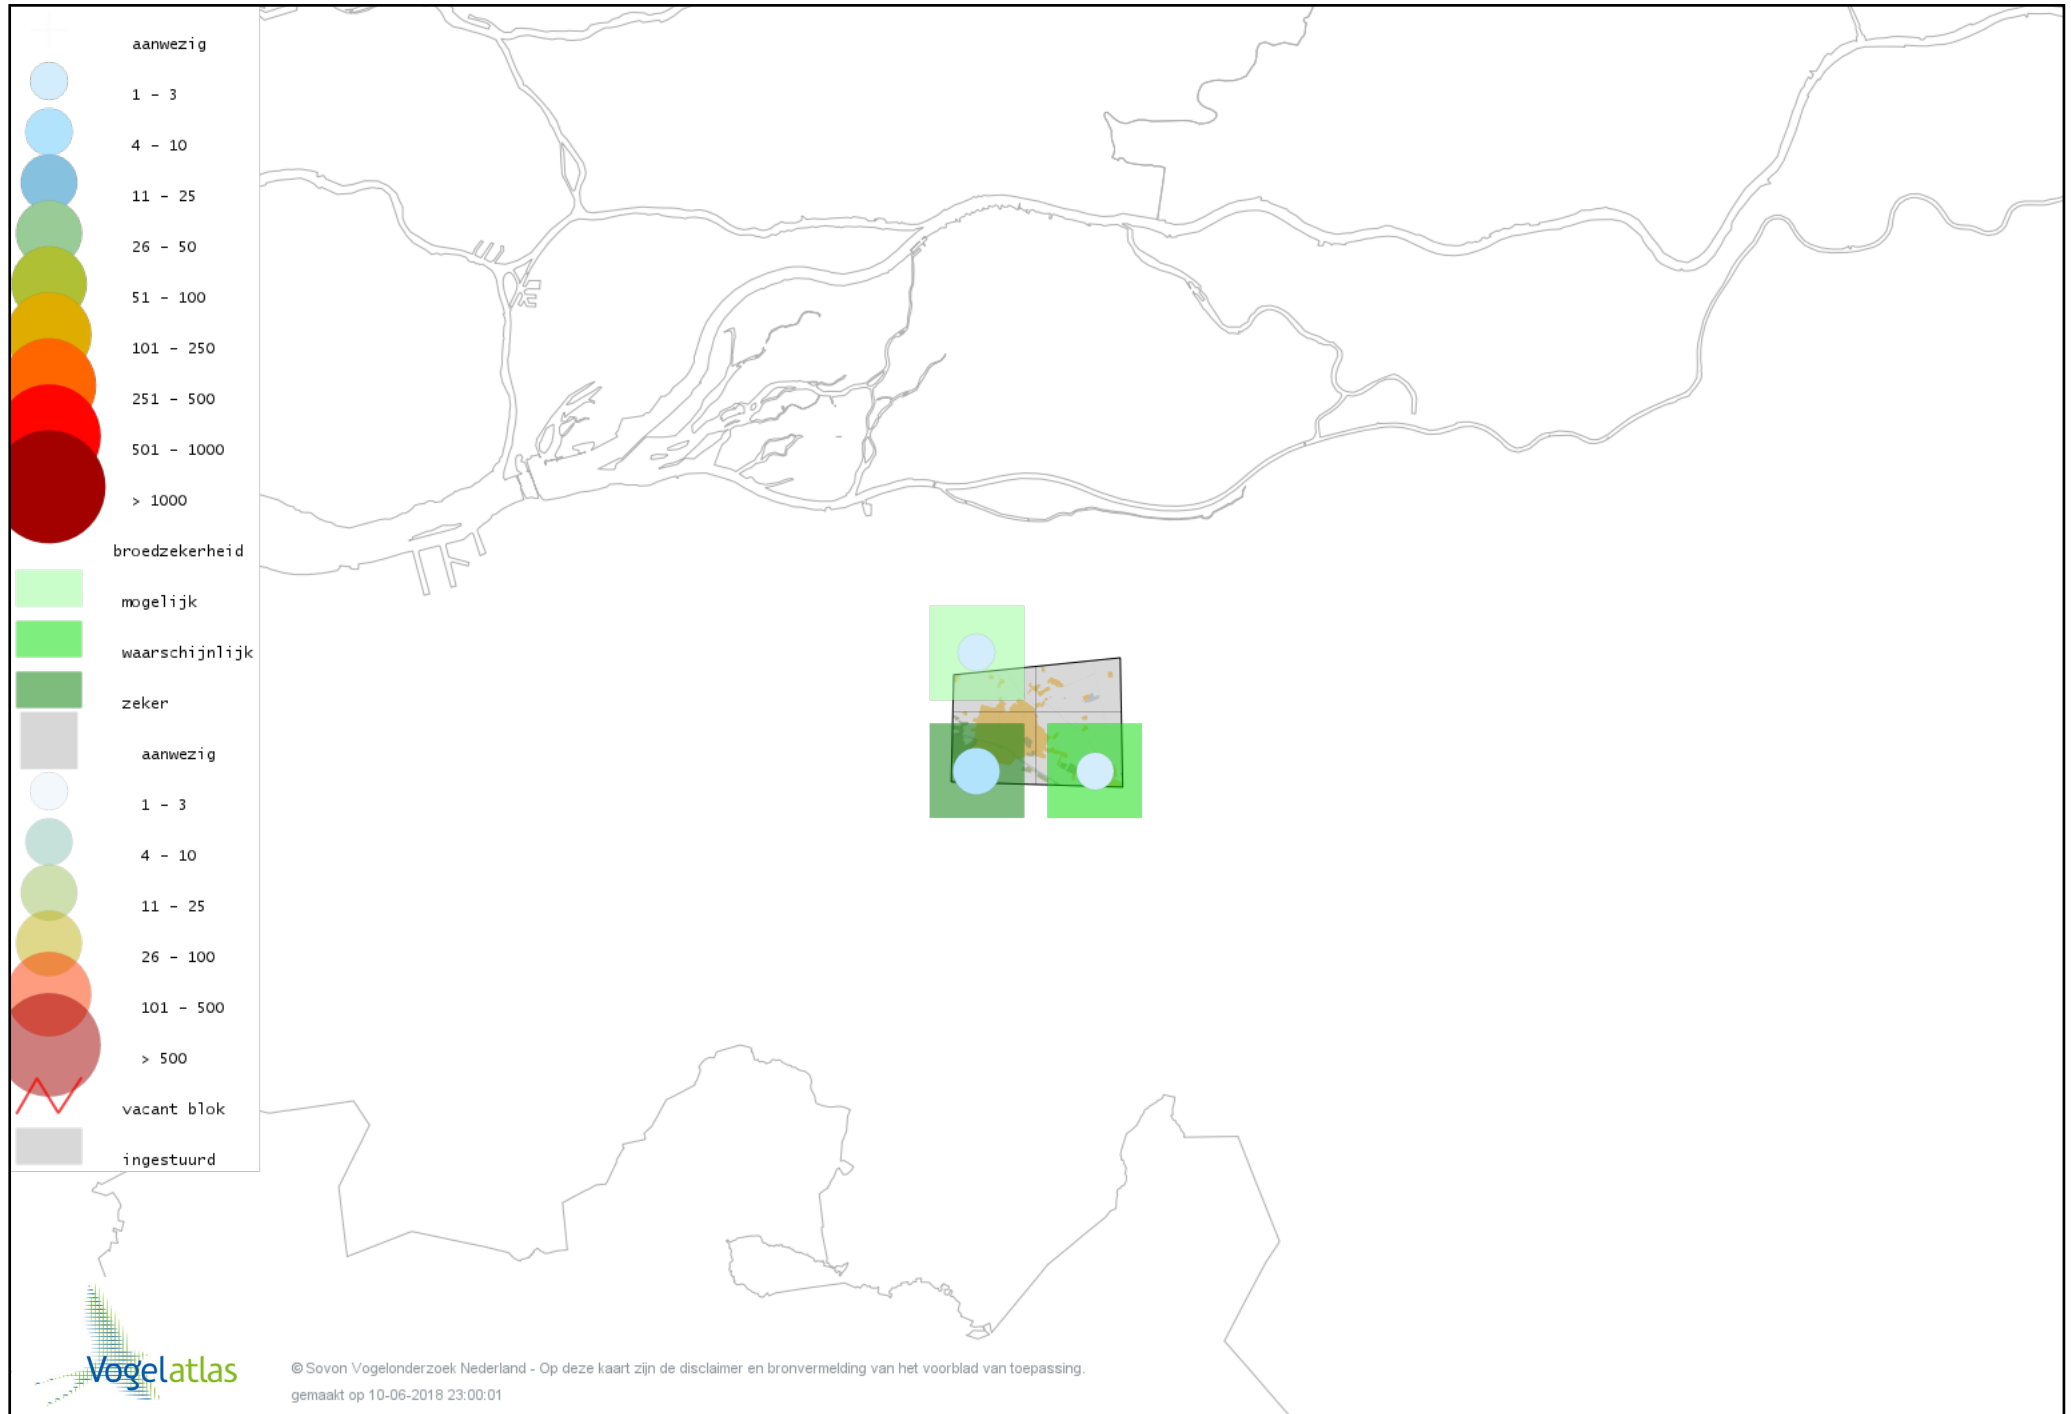 aanwezig
1 - 3
4 - 10
11 - 25
26 - 50
51 - 100
101 - 250
251 - 500
501 - 1000
> 1000
broedzekerheid
mogelijk
waarschijnlijk
zeker
aanwezig
1 - 3
4 - 10
11 - 25
26 - 100
101 - 500
> 500
vacant blok
ingestuurd
Vogelatlas
© Sovon Vogelonderzoek Nederland - Op deze kaart zijn de disclaimer en bronvermelding van het voorblad van toepassing.
gemaakt op 10-06-2018 23:00:01